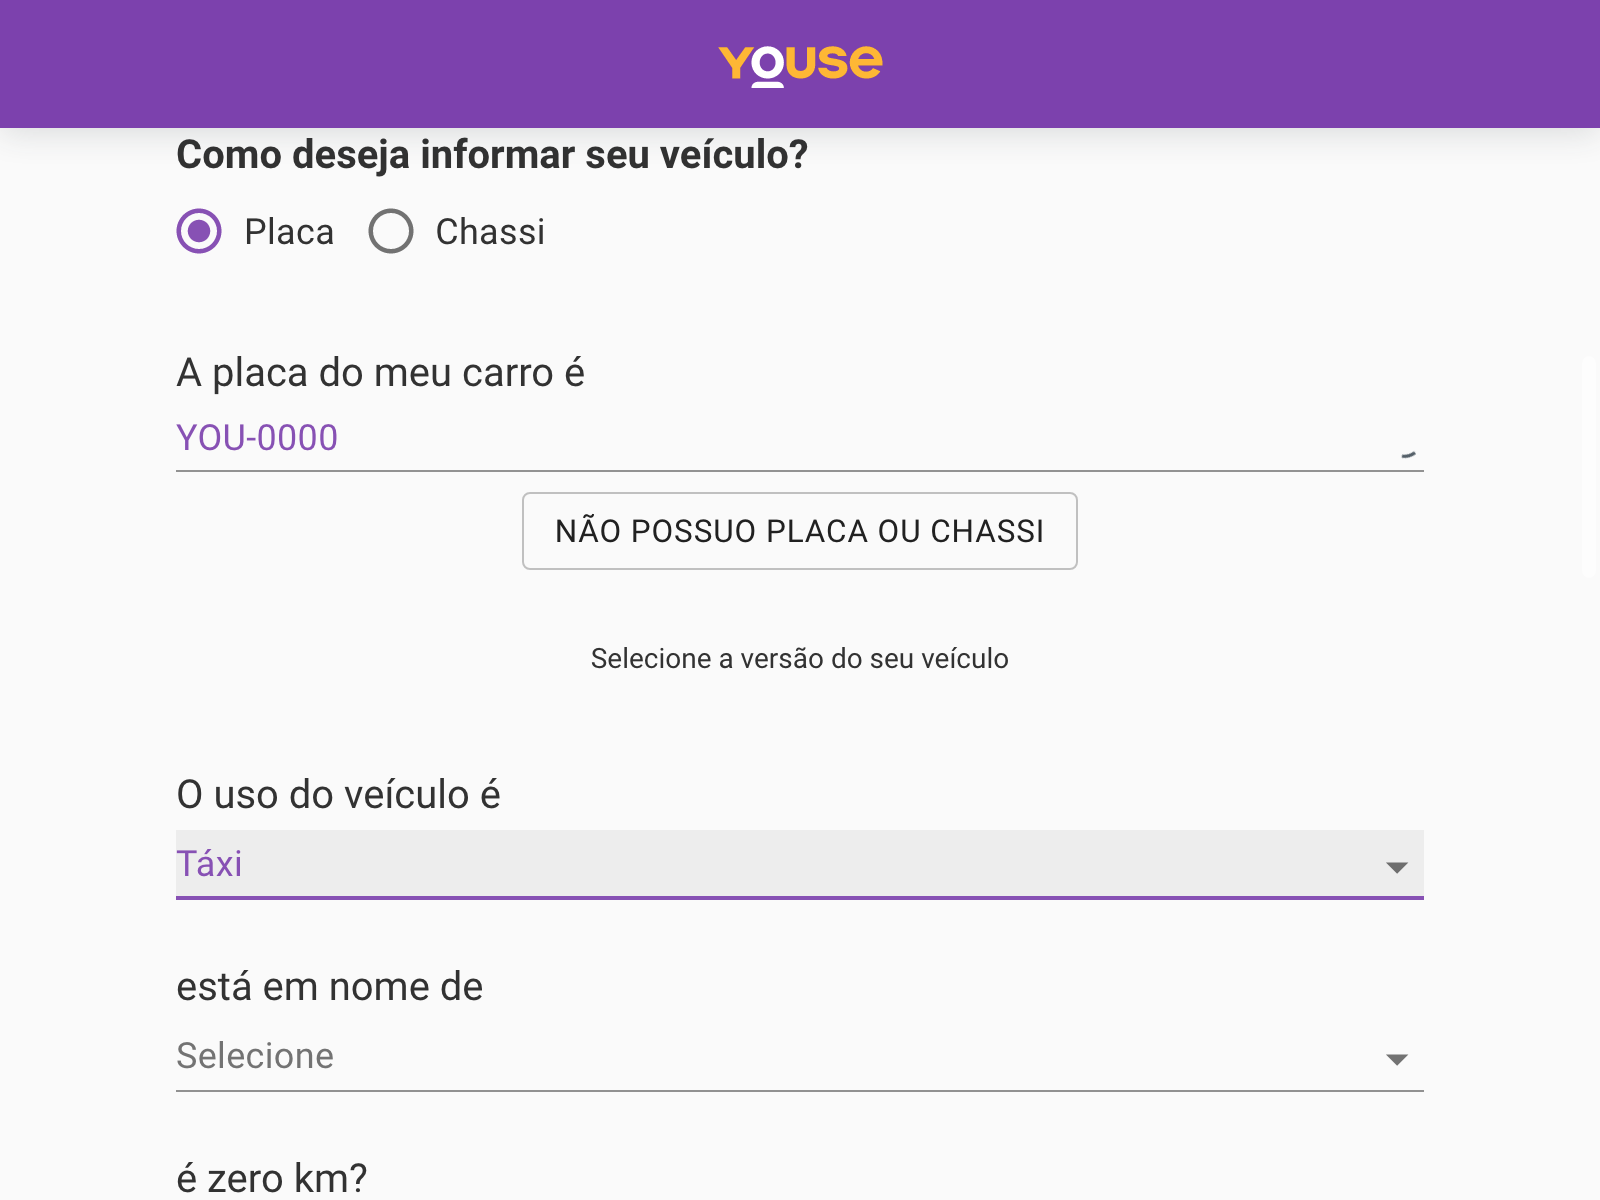 YOUSE
Como deseja informar seu veículo?
Placa Chassi
A placa do meu carro é
YOU-0000
NÃO POSSUO PLACA OU CHASSI
Selecione a versão do seu veículo
O uso do veículo é
Táxi
está em nome de
Selecione
é zero km?